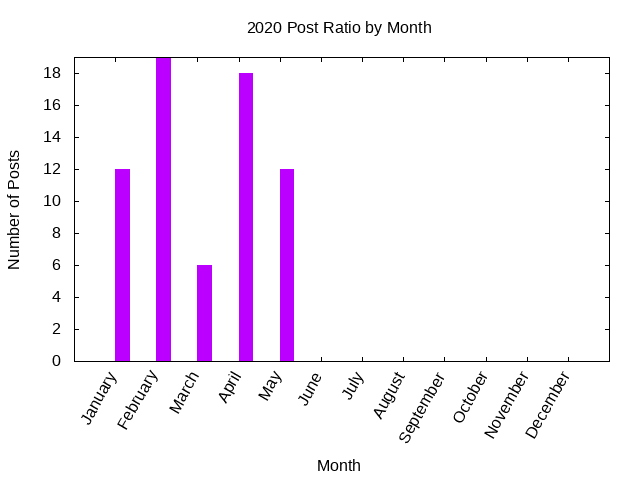 2020 Post Ratio by Month
Number of Posts
18
16
14
12
10
8
6
4
2
0
January
February
March
April
May
June
July
August
September
October
November
December
Month